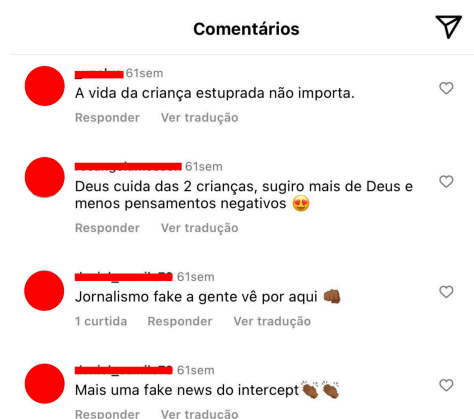 Comentários
61sem
A vida da criança estuprada não importa.
Responder Ver tradução
61sem
Deus cuida das 2 crianças, sugiro mais de Deus e
menos pensamentos negativos 😍
Responder Ver tradução
61sem
Jornalismo fake a gente vê por aqui 👊🏾
1 curtida Responder Ver tradução
61sem
Mais uma fake news do intercept👏🏾👏🏾
Responder Ver tradução